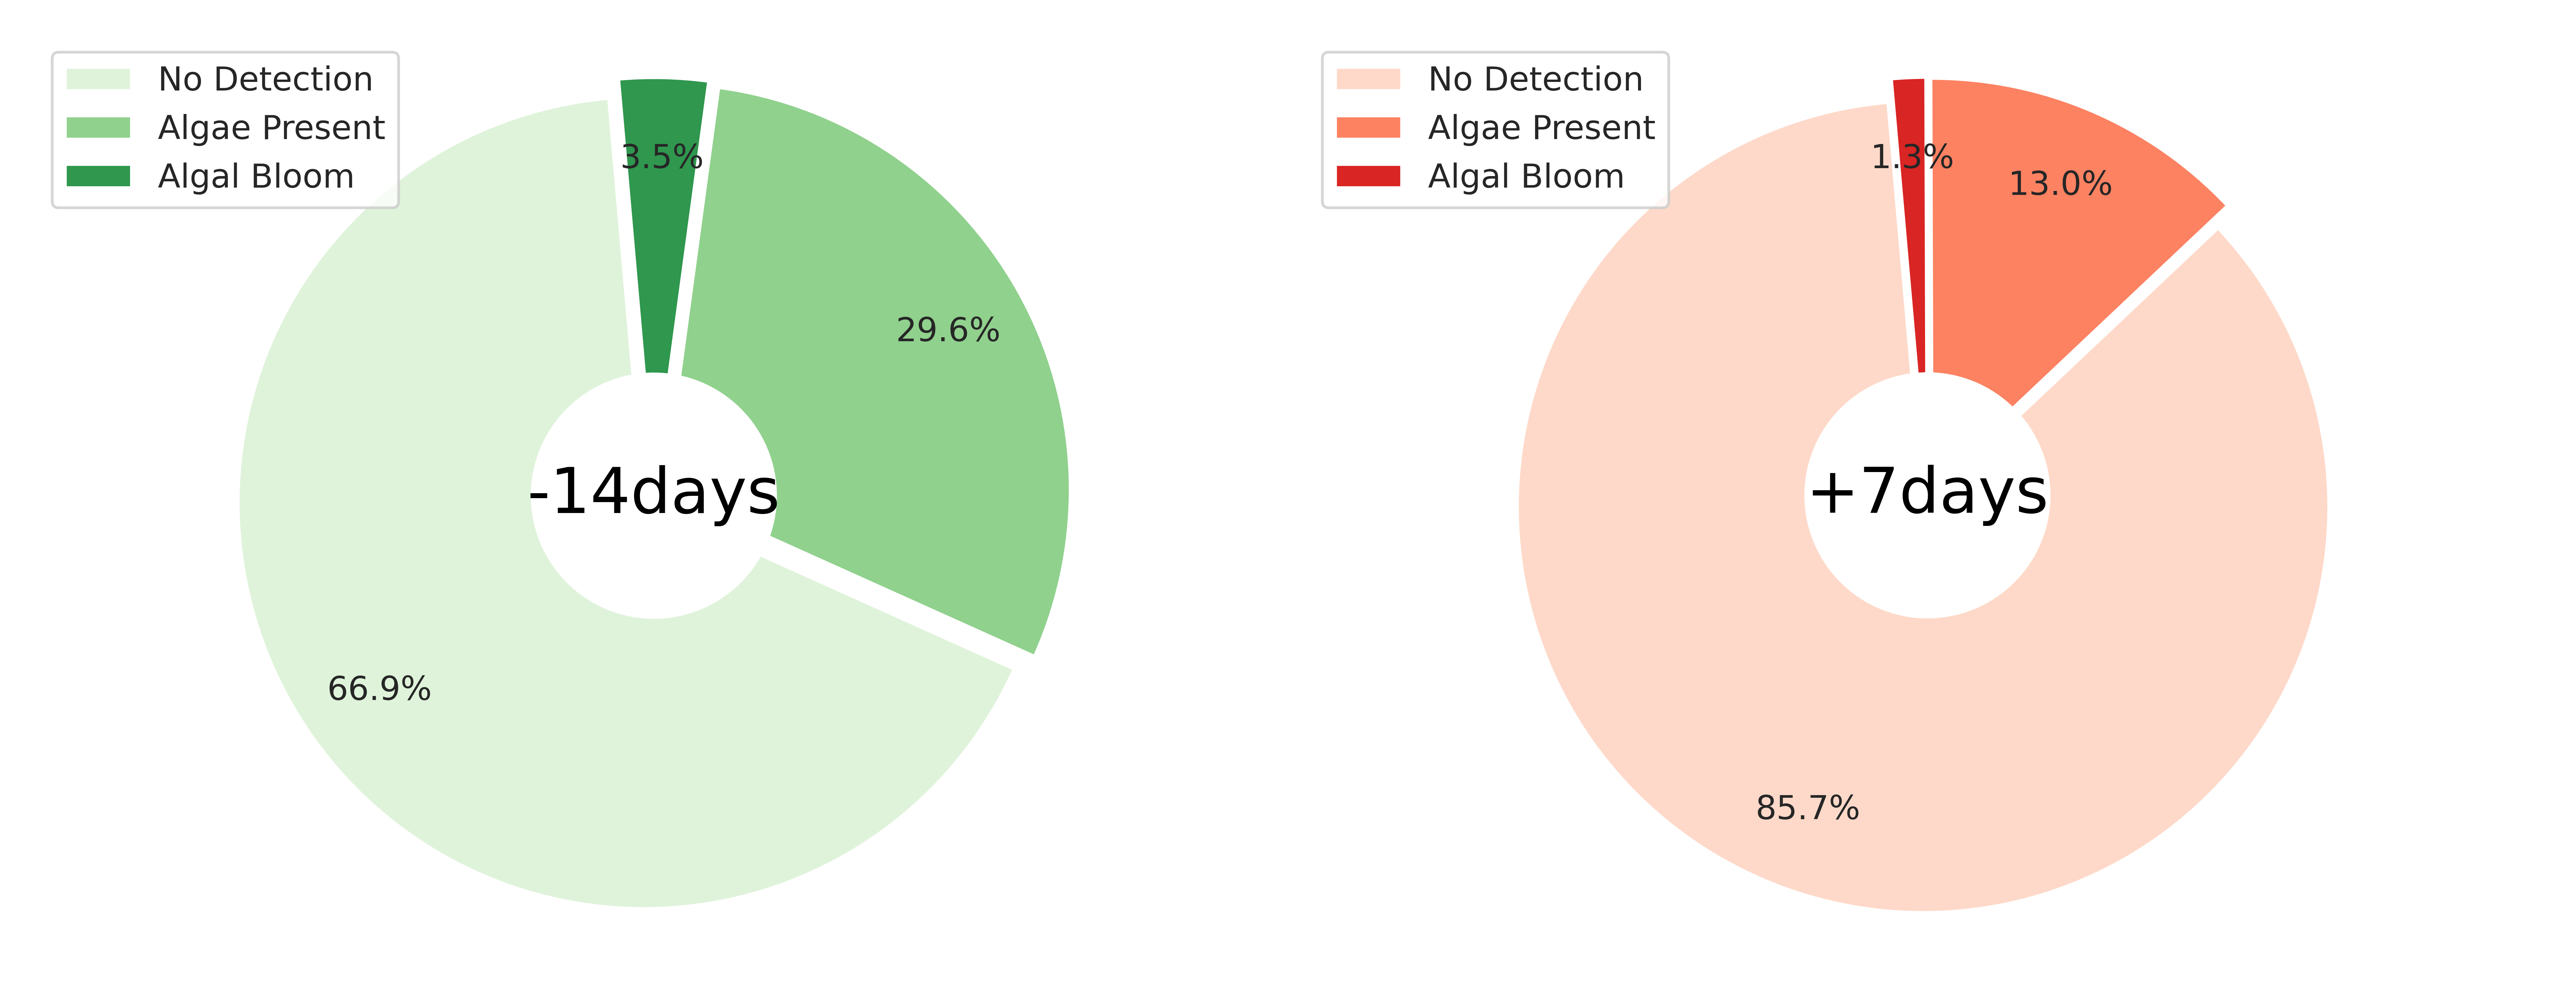 No Detection
Algae Present
Algal Bloom
3.5%
29.6%
-14days
66.9%
No Detection
Algae Present
Algal Bloom
1.3%
13.0%
+7days
85.7%